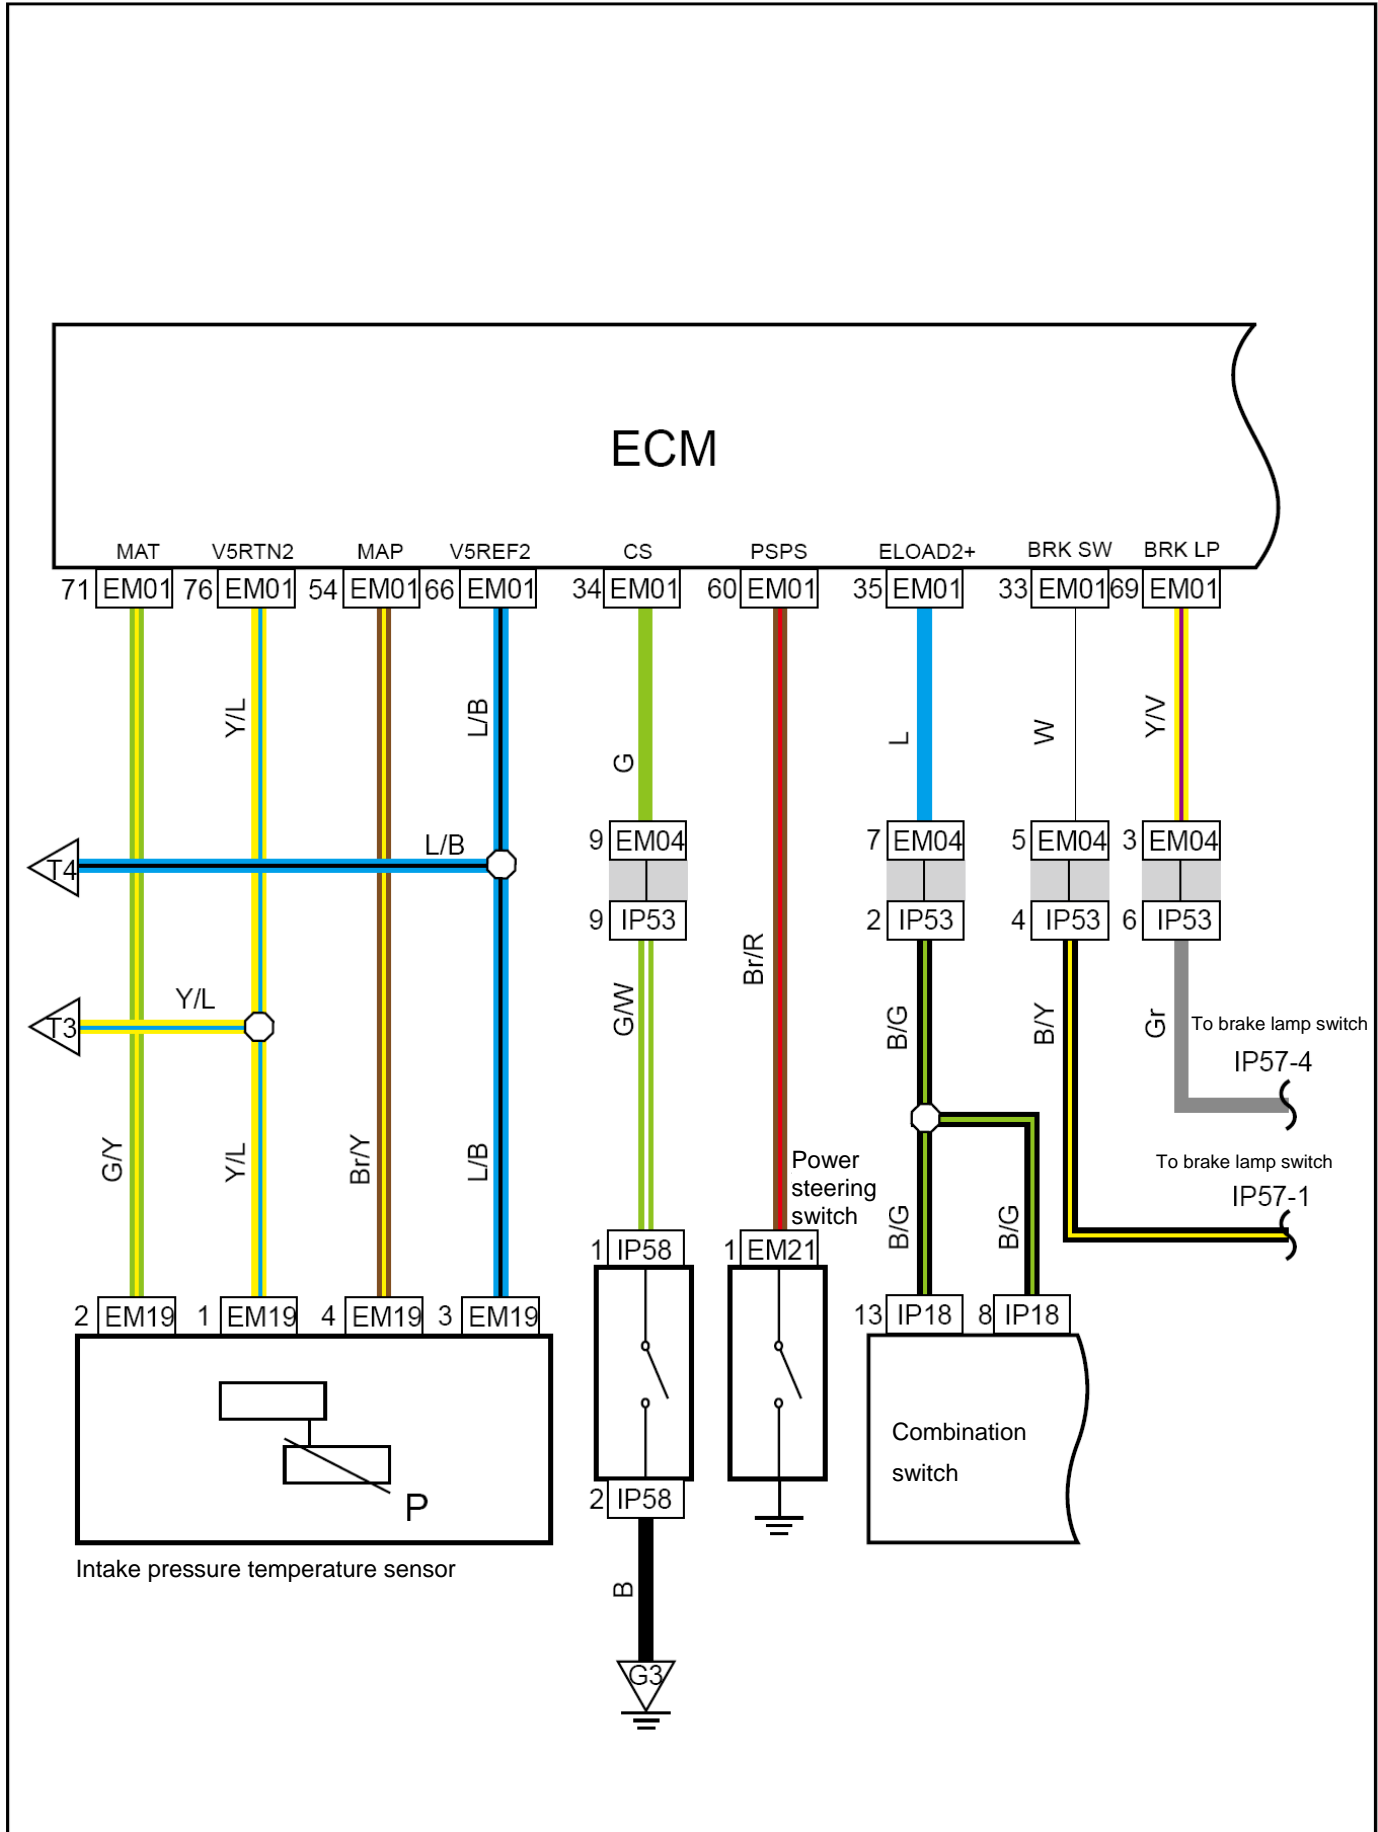 ECM
MAT V5RTN2 MAP V5REF2 CS PSPS ELOAD2+ BRK SW BRK LP
71 EM01 76 EM01 54 EM01 66 EM01 34 EM01 60 EM01 35 EM01 33 EM01 69 EM01
Y/L L/B G L W Y/V
9 EM04 7 EM04 5 EM04 3 EM04
L/B
T4
9 IP53 2 IP53 4 IP53 6 IP53
Y/L
T3
G/W Br/R B/G B/Y Gr
To brake lamp switch
IP57-4
G/Y Y/L Br/Y L/B
To brake lamp switch
IP57-1
Power
steering
switch
B/G B/G
1 IP58 1 EM21
2 EM19 1 EM19 4 EM19 3 EM19 13 IP18 8 IP18
Combination
switch
P
2 IP58
Intake pressure temperature sensor
B
G3